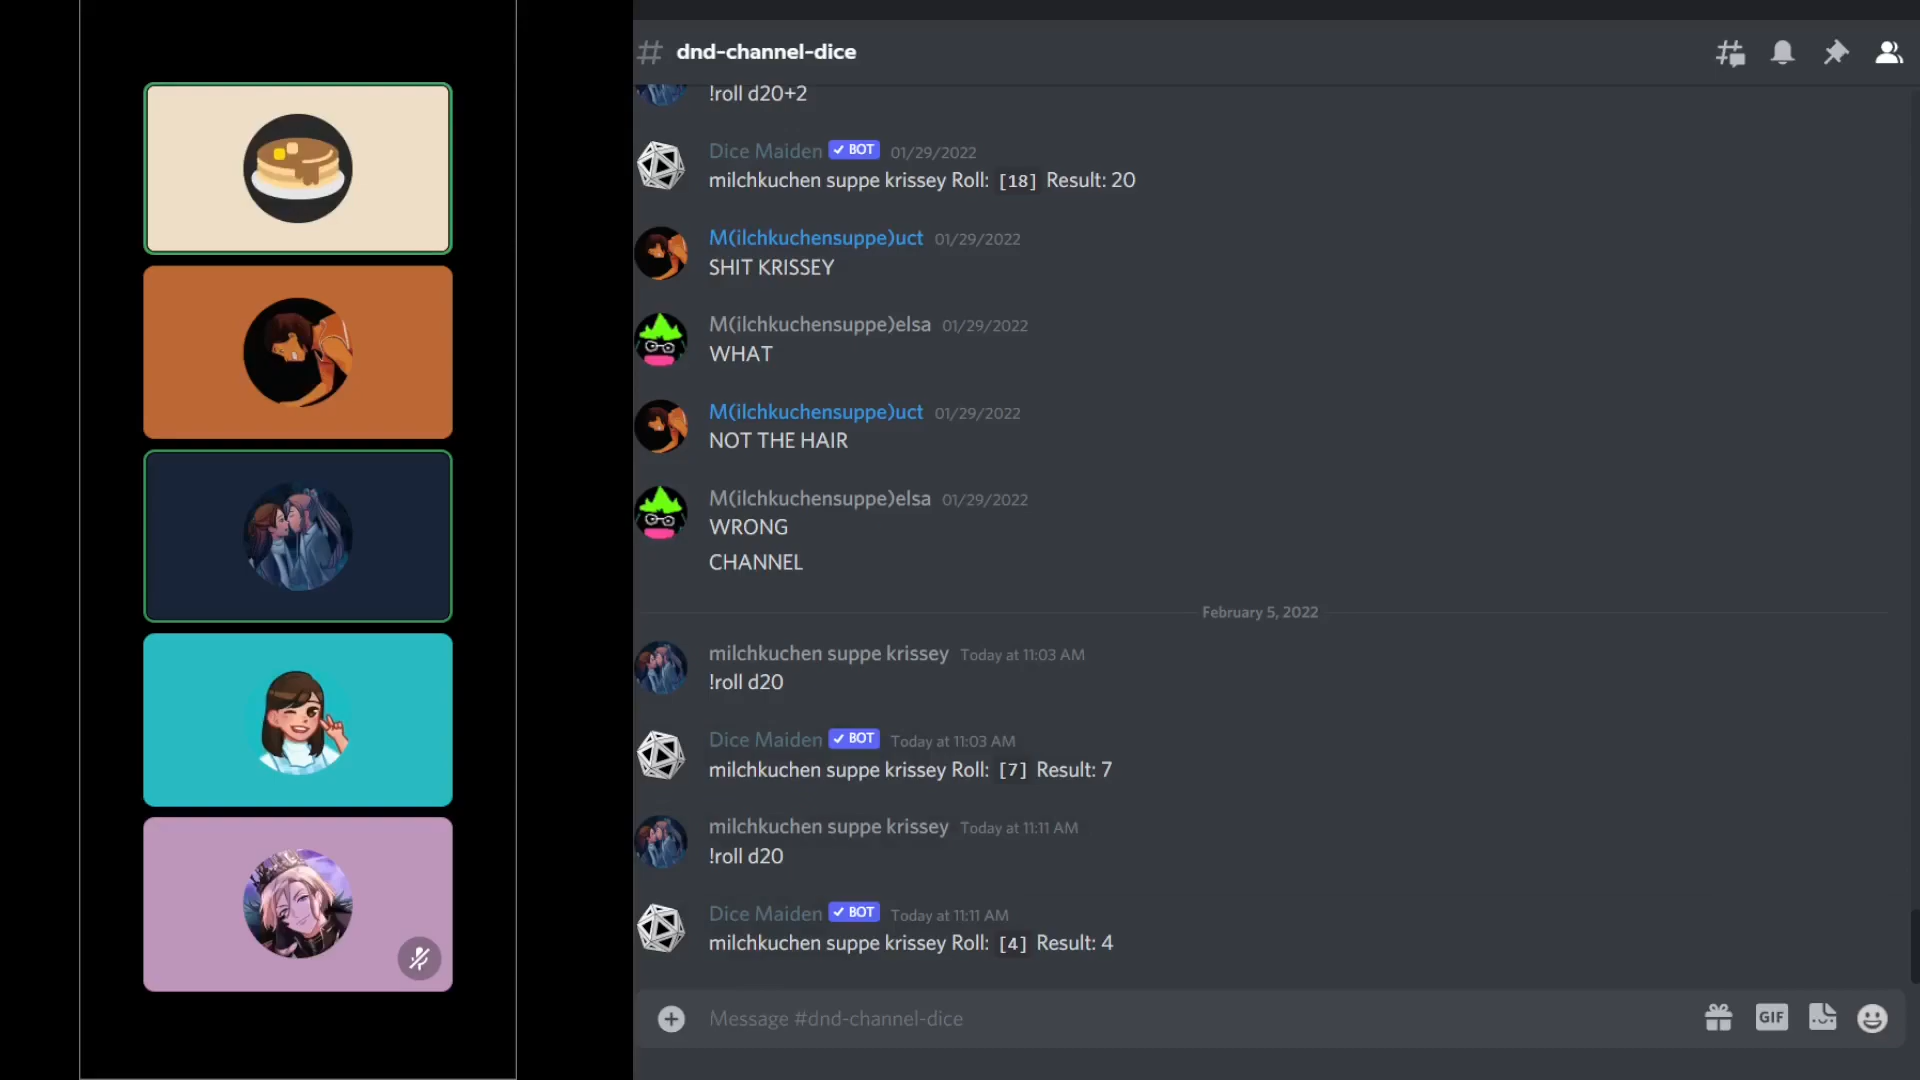 # dnd-channel-dice
!roll d20+2
Dice Maiden ✓ BOT 01/29/2022
milchkuchen suppe krissey Roll: [18] Result: 20
M(ilchkuchensuppe)uct 01/29/2022
SHIT KRISSEY
M(ilchkuchensuppe)elsa 01/29/2022
WHAT
M(ilchkuchensuppe)uct 01/29/2022
NOT THE HAIR
M(ilchkuchensuppe)elsa 01/29/2022
WRONG
CHANNEL
February 5, 2022
milchkuchen suppe krissey Today at 11:03 AM
!roll d20
Dice Maiden ✓ BOT Today at 11:03 AM
milchkuchen suppe krissey Roll: [7] Result: 7
milchkuchen suppe krissey Today at 11:11 AM
!roll d20
Dice Maiden ✓ BOT Today at 11:11 AM
milchkuchen suppe krissey Roll: [4] Result: 4
Message #dnd-channel-dice
GIF